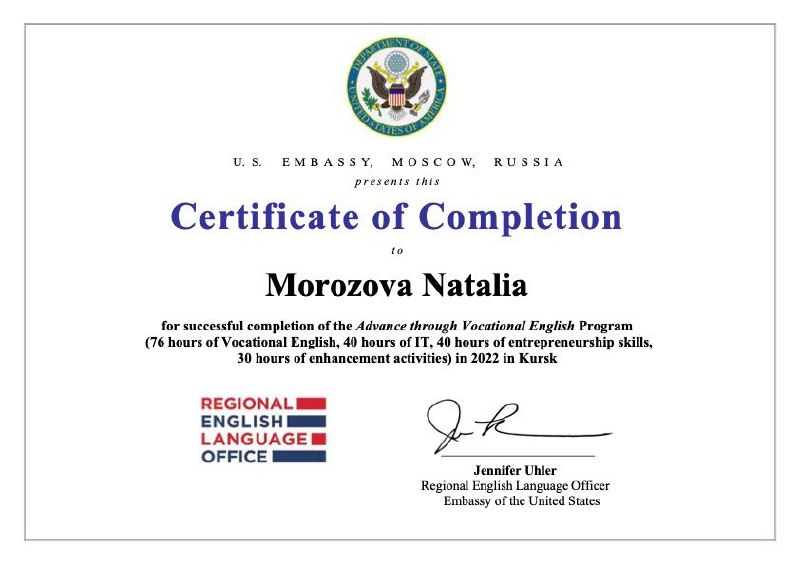 DEPARTMENT OF STATE
UNITED STATES OF AMERICA
U. S. EMBASSY, MOSCOW, RUSSIA
presents this
Certificate of Completion
to
Morozova Natalia
for successful completion of the Advance through Vocational English Program
(76 hours of Vocational English, 40 hours of IT, 40 hours of entrepreneurship skills,
30 hours of enhancement activities) in 2022 in Kursk
REGIONAL
ENGLISH
LANGUAGE
OFFICE
Jennifer Uhler
Regional English Language Officer
Embassy of the United States